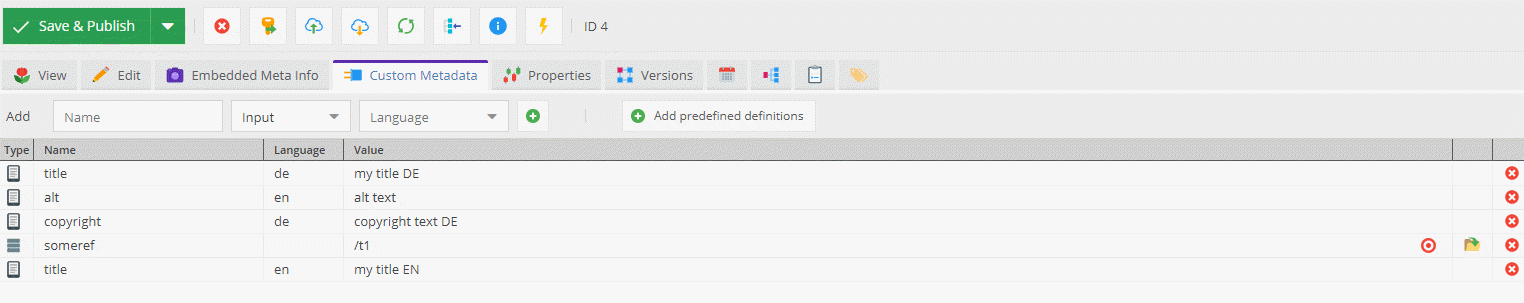 Save & Publish ID 4
View Edit Embedded Meta Info Custom Metadata Properties Versions
Add Name Input Language Add predefined definitions
Type Name Language Value
title de my title DE
alt en alt text
copyright de copyright text DE
someref /t1
title en my title EN